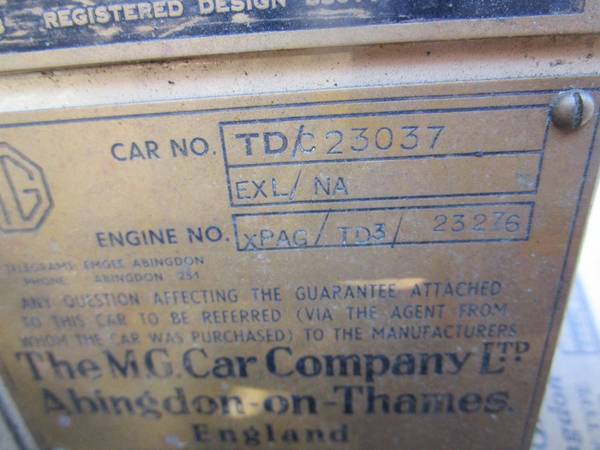 REGISTERED DESIGN
CAR NO. TD/C23037
EXL/NA
ENGINE NO. XPAG/TD3/23276
TELEGRAMS: EMGEE ABINGDON
PHONE: ABINGDON 251
ANY QUESTION AFFECTING THE GUARANTEE ATTACHED
TO THIS CAR TO BE REFERRED (VIA THE AGENT FROM
WHOM THE CAR WAS PURCHASED) TO THE MANUFACTURERS
The M.G. Car Company LTD
Abingdon-on-Thames.
England